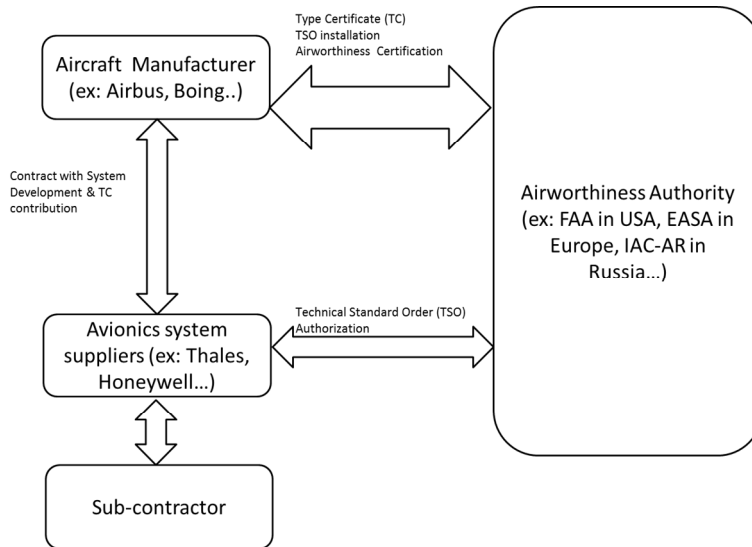 Type Certificate (TC)
TSO installation
Airworthiness Certification
Aircraft Manufacturer
(ex: Airbus, Boing..)
Contract with System
Development & TC
contribution
Airworthiness Authority
(ex: FAA in USA, EASA in
Europe, IAC-AR in
Russia...)
Technical Standard Order (TSO)
Authorization
Avionics system
suppliers (ex: Thales,
Honeywell...)
Sub-contractor